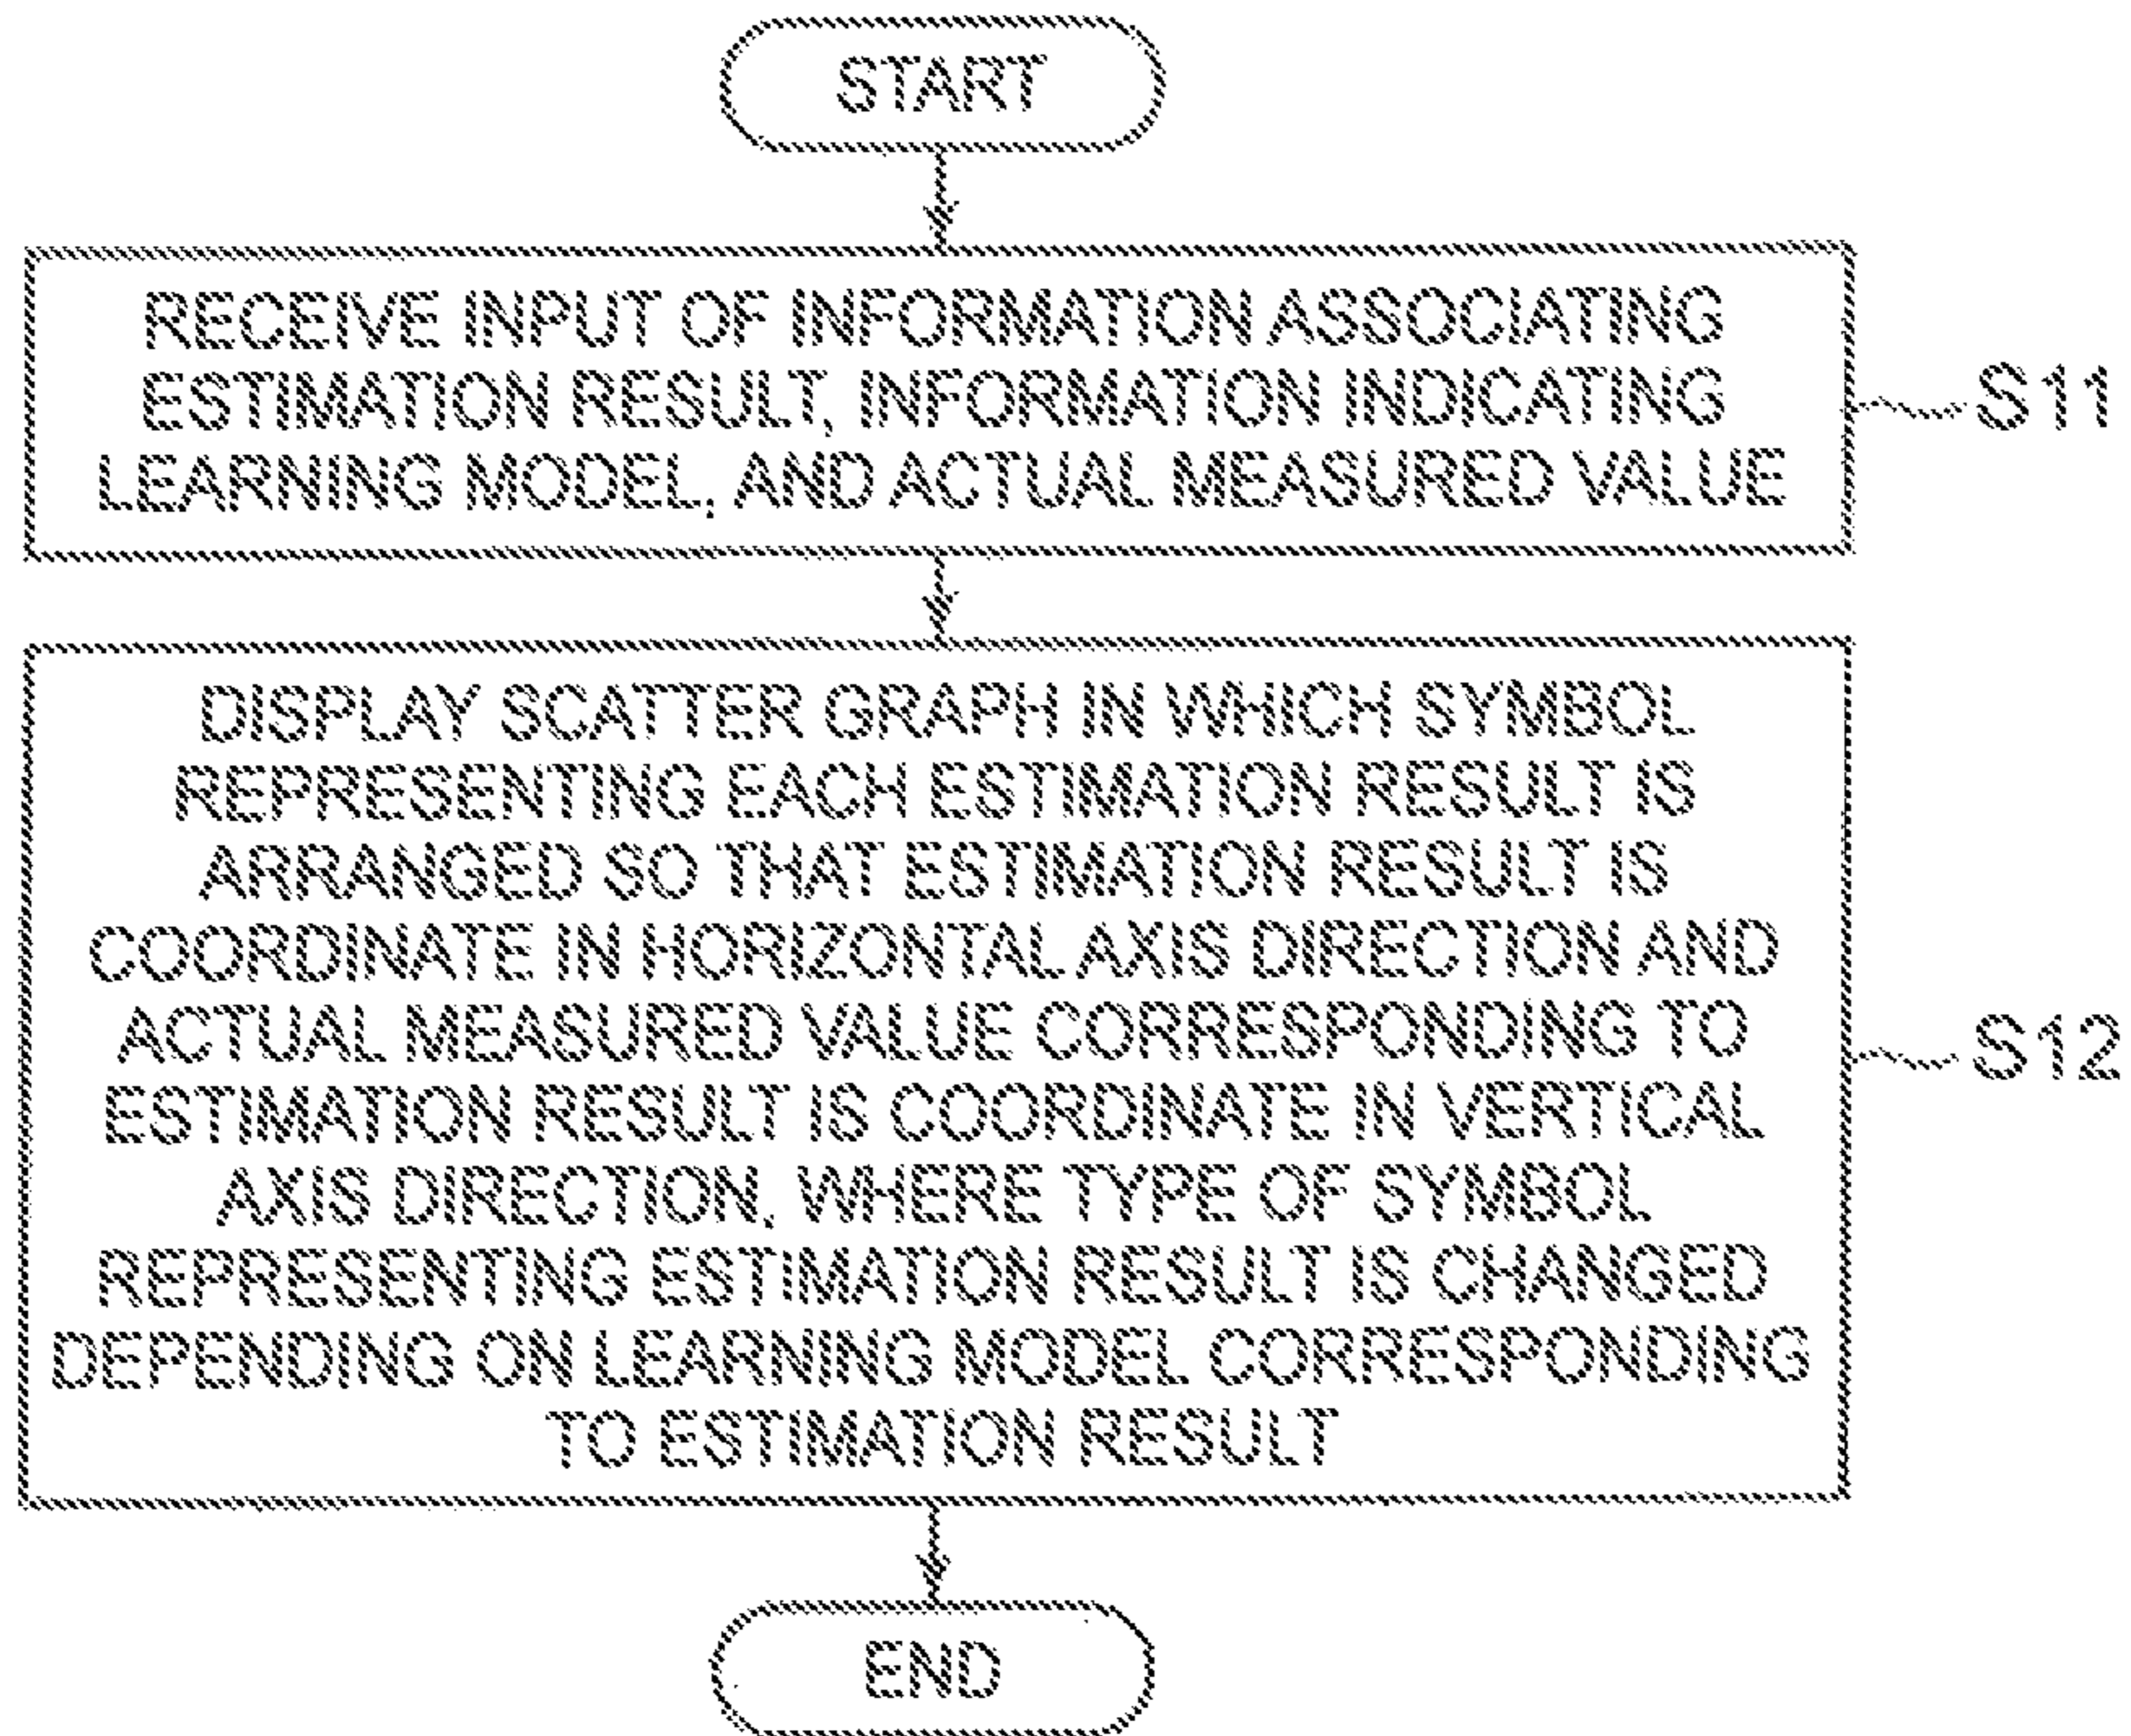 START
RECEIVE INPUT OF INFORMATION ASSOCIATING
ESTIMATION RESULT, INFORMATION INDICATING
LEARNING MODEL, AND ACTUAL MEASURED VALUE
S11
DISPLAY SCATTER GRAPH IN WHICH SYMBOL
REPRESENTING EACH ESTIMATION RESULT IS
ARRANGED SO THAT ESTIMATION RESULT IS
COORDINATE IN HORIZONTAL AXIS DIRECTION AND
ACTUAL MEASURED VALUE CORRESPONDING TO
ESTIMATION RESULT IS COORDINATE IN VERTICAL
AXIS DIRECTION, WHERE TYPE OF SYMBOL
REPRESENTING ESTIMATION RESULT IS CHANGED
DEPENDING ON LEARNING MODEL CORRESPONDING
TO ESTIMATION RESULT
S12
END